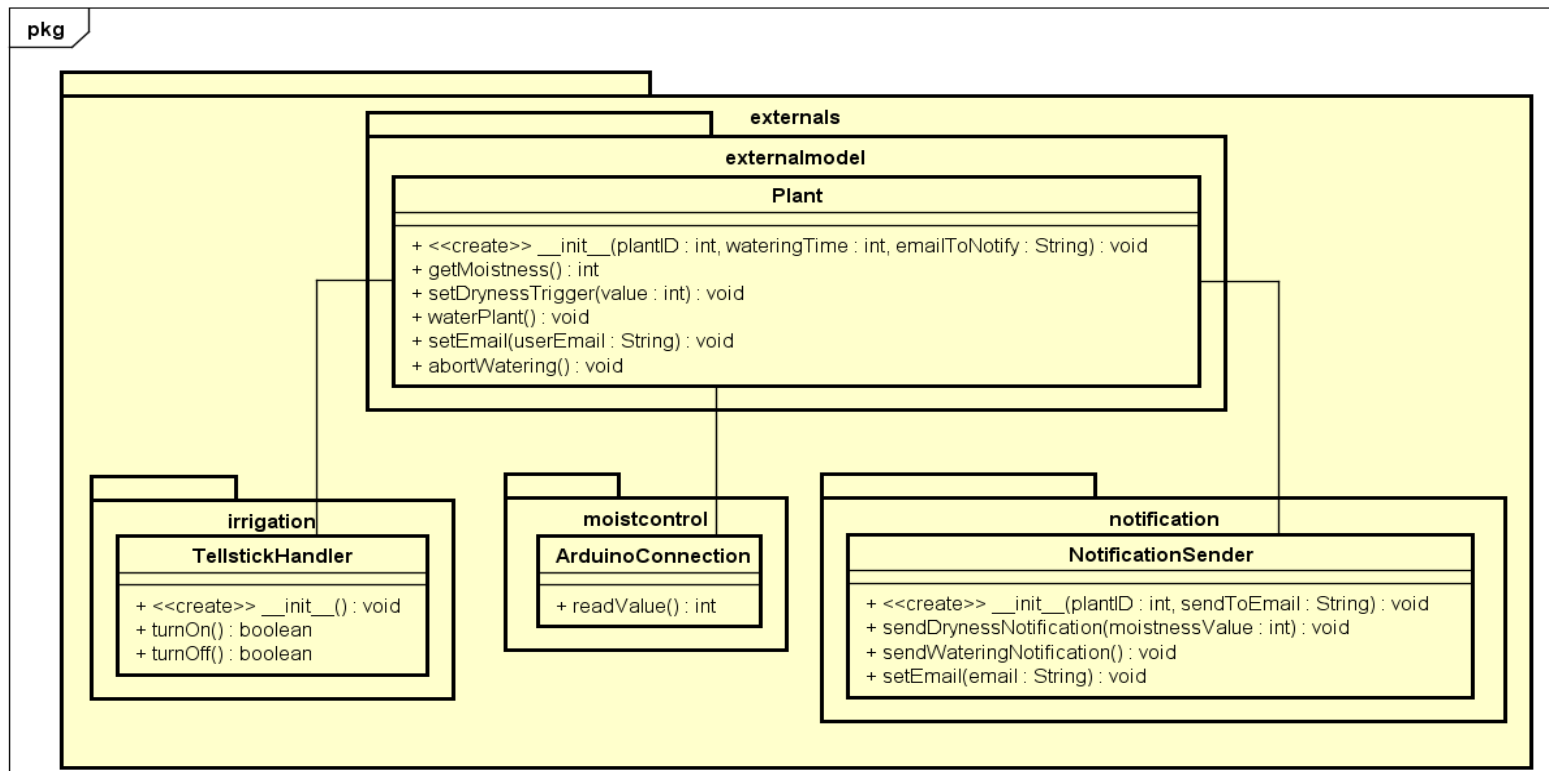 pkg
externals
externalmodel
Plant
+ <<create>> __init__(plantID : int, wateringTime : int, emailToNotify : String) : void
+ getMoistness() : int
+ setDrynessTrigger(value : int) : void
+ waterPlant() : void
+ setEmail(userEmail : String) : void
+ abortWatering() : void
irrigation
TellstickHandler
+ <<create>> __init__() : void
+ turnOn() : boolean
+ turnOff() : boolean
moistcontrol
ArduinoConnection
+ readValue() : int
notification
NotificationSender
+ <<create>> __init__(plantID : int, sendToEmail : String) : void
+ sendDrynessNotification(moistnessValue : int) : void
+ sendWateringNotification() : void
+ setEmail(email : String) : void